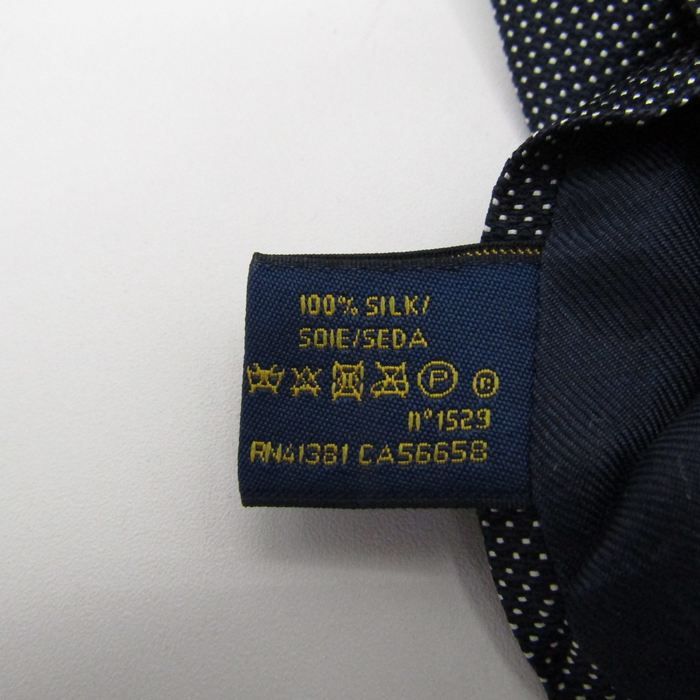 100% SILK/
SOIE/SEDA
P
n°1529
RN41381 CA56658